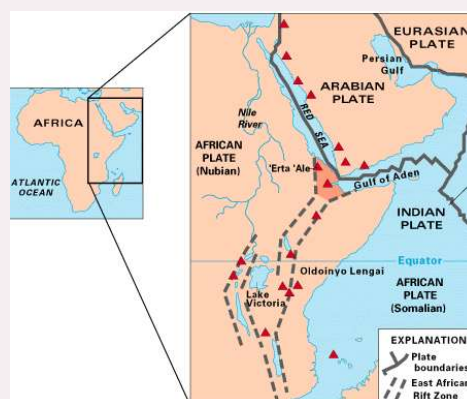 AFRICA
ATLANTIC
OCEAN
EURASIAN
PLATE
Persian
Gulf
ARABIAN
PLATE
Nile
River
RED SEA
AFRICAN
PLATE
(Nubian)
'Erta 'Ale
Gulf of Aden
INDIAN
PLATE
Equator
Oldoinyo Lengai
AFRICAN
PLATE
(Somalian)
Lake
Victoria
EXPLANATION
Plate
boundaries
East African
Rift Zone